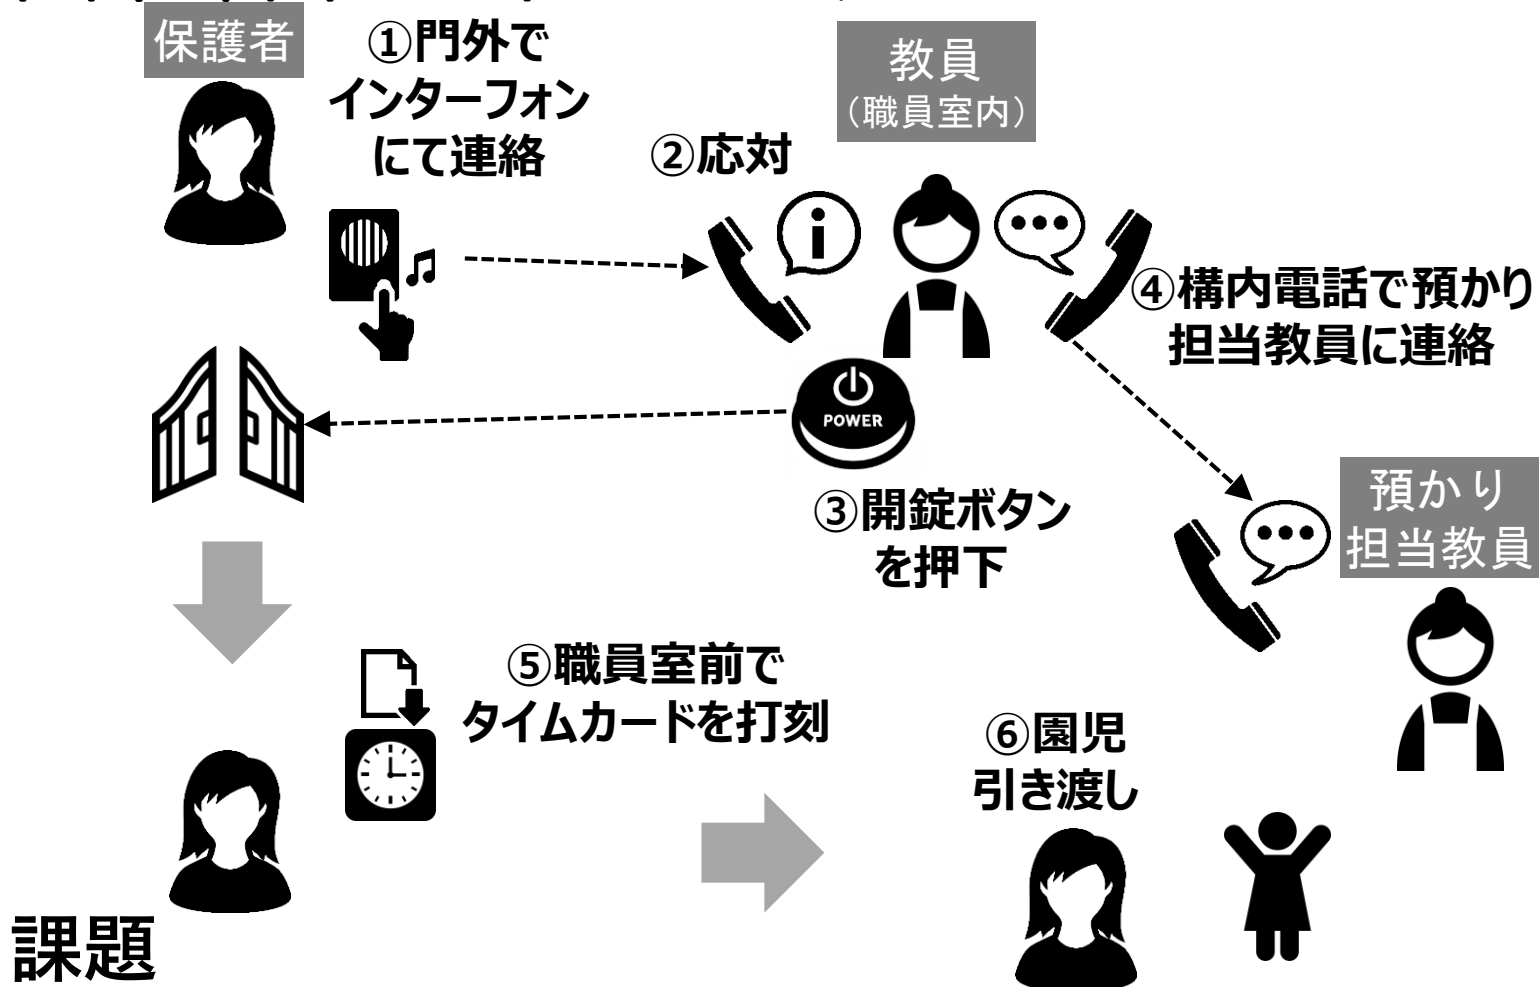 保護者
①門外で
インターフォン
にて連絡
教員
（職員室内）
②応対
④構内電話で預かり
担当教員に連絡
POWER
③開錠ボタン
を押下
預かり
担当教員
⑤職員室前で
タイムカードを打刻
⑥園児
引き渡し
課題